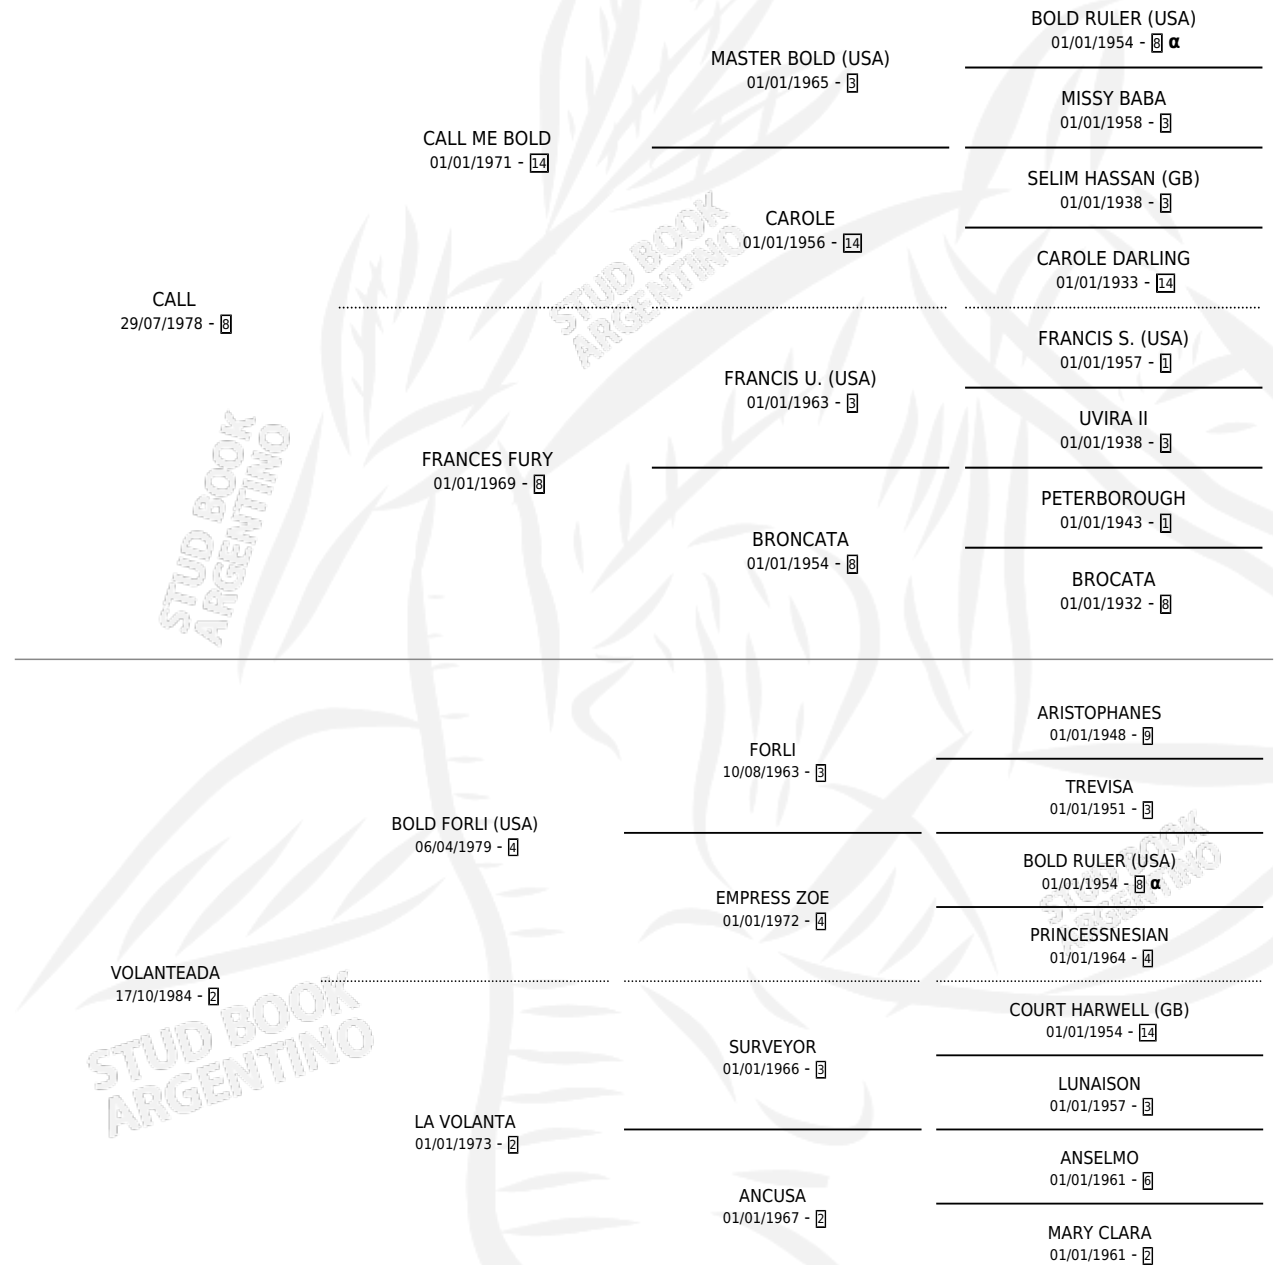 BOLD RULER (USA)
01/01/1954 - 8 α
MASTER BOLD (USA)
01/01/1965 - 3
MISSY BABA
01/01/1958 - 3
CALL ME BOLD
01/01/1971 - 14
SELIM HASSAN (GB)
01/01/1938 - 3
CAROLE
01/01/1956 - 14
CAROLE DARLING
01/01/1933 - 14
CALL
29/07/1978 - 8
FRANCIS S. (USA)
01/01/1957 - 1
FRANCIS U. (USA)
01/01/1963 - 3
UVIRA II
01/01/1938 - 3
FRANCES FURY
01/01/1969 - 8
PETERBOROUGH
01/01/1943 - 1
BRONCATA
01/01/1954 - 8
BROCATA
01/01/1932 - 8
ARISTOPHANES
01/01/1948 - 9
FORLI
10/08/1963 - 3
TREVISA
01/01/1951 - 3
BOLD FORLI (USA)
06/04/1979 - 4
BOLD RULER (USA)
01/01/1954 - 8 α
EMPRESS ZOE
01/01/1972 - 4
PRINCESSNESIAN
01/01/1964 - 4
VOLANTEADA
17/10/1984 - 2
COURT HARWELL (GB)
01/01/1954 - 14
SURVEYOR
01/01/1966 - 3
LUNAISON
01/01/1957 - 3
LA VOLANTA
01/01/1973 - 2
ANSELMO
01/01/1961 - 6
ANCUSA
01/01/1967 - 2
MARY CLARA
01/01/1961 - 2
STUD BOOK
ARGENTINO
STUD BOOK
ARGENTINO
STUD BOOK
ARGENTINO
STUD BOOK
ARGENTINO